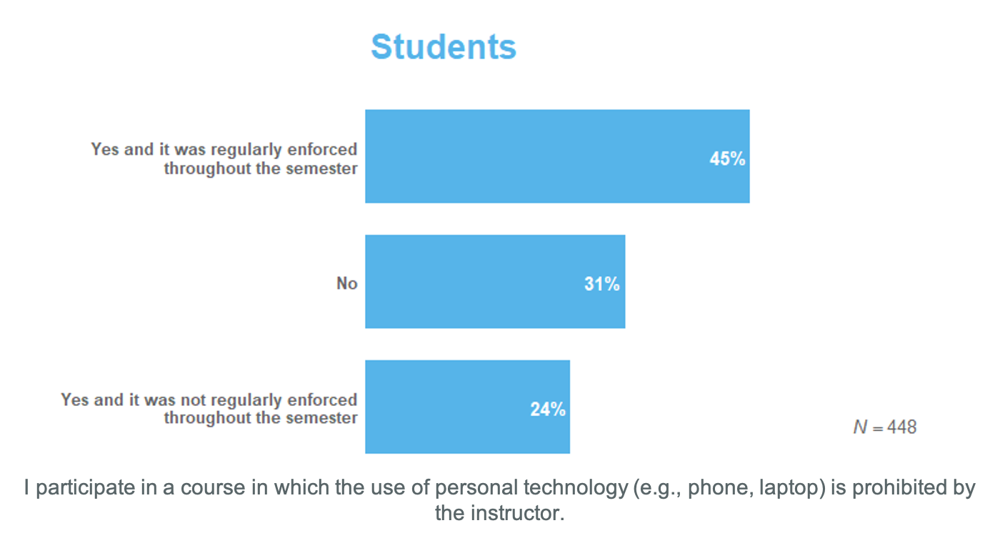 Students
Yes and it was regularly enforced
throughout the semester
45%
No
31%
Yes and it was not regularly enforced
throughout the semester
24%
N = 448
I participate in a course in which the use of personal technology (e.g., phone, laptop) is prohibited by
the instructor.